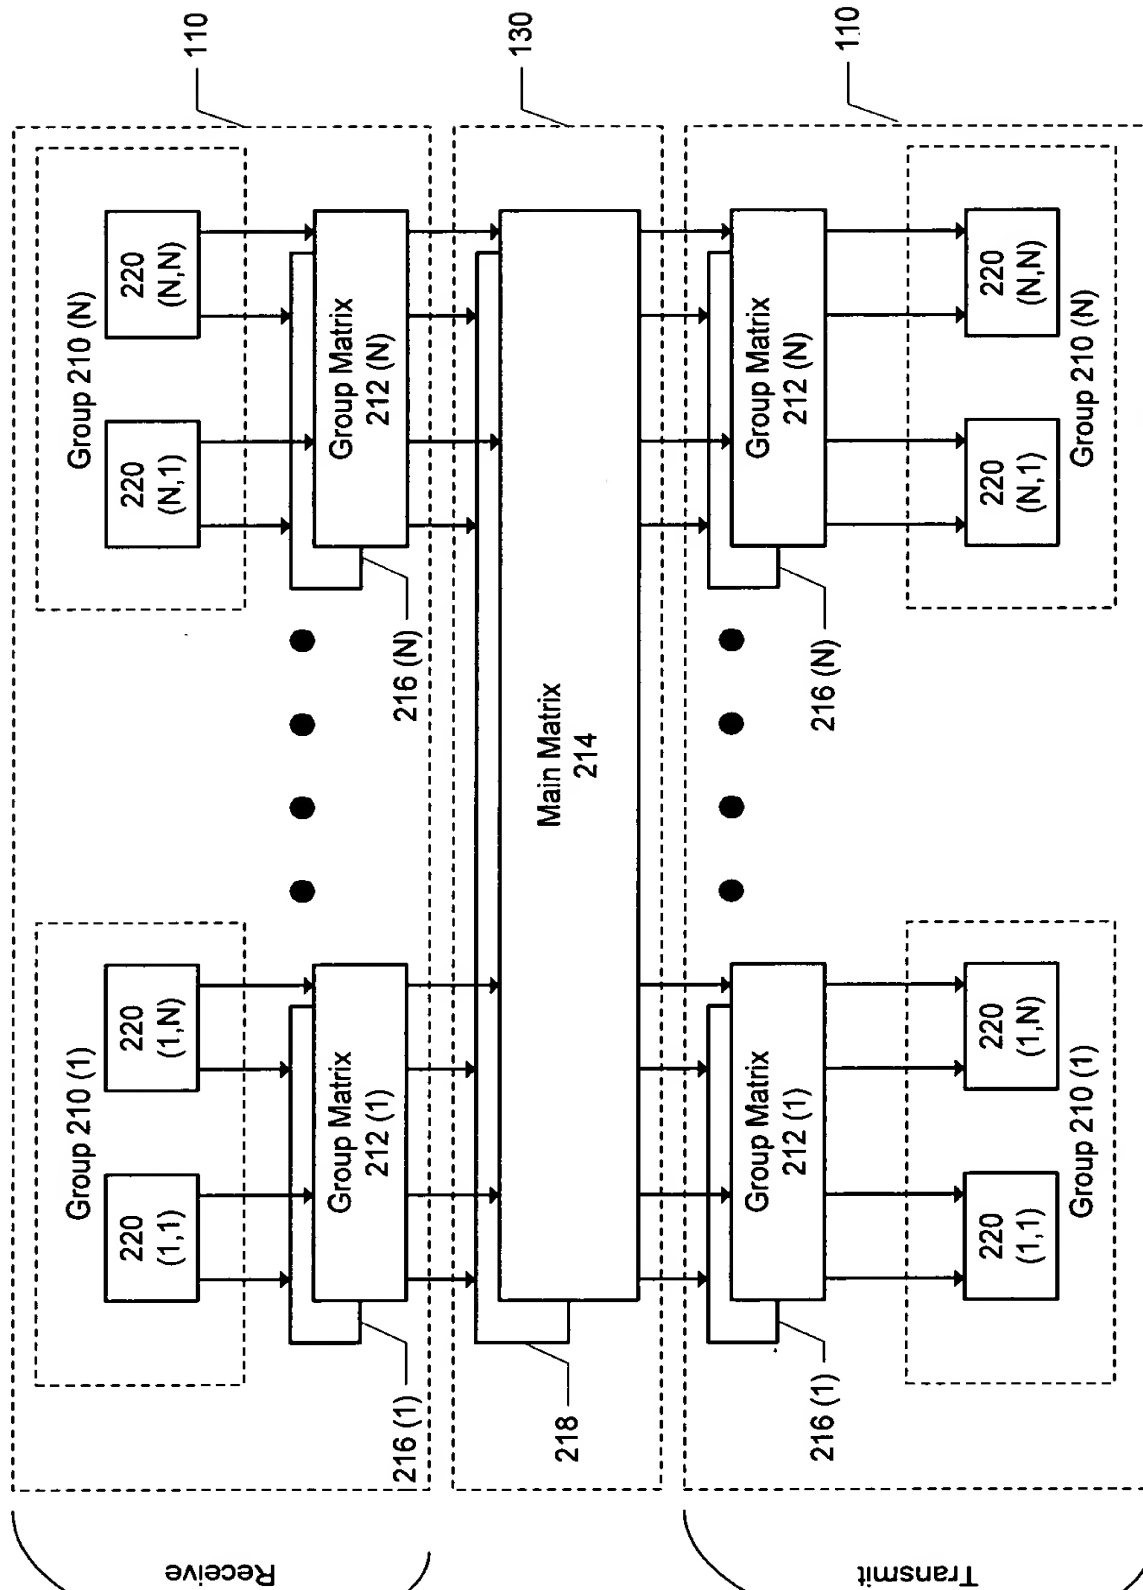 Receive
110
Group 210 (1)
220
(1,1)
220
(1,N)
Group 210 (N)
220
(N,1)
220
(N,N)
216 (1)
Group Matrix
212 (1)
216 (N)
Group Matrix
212 (N)
130
218
Main Matrix
214
Transmit
110
216 (1)
Group Matrix
212 (1)
216 (N)
Group Matrix
212 (N)
220
(1,1)
220
(1,N)
Group 210 (1)
220
(N,1)
220
(N,N)
Group 210 (N)